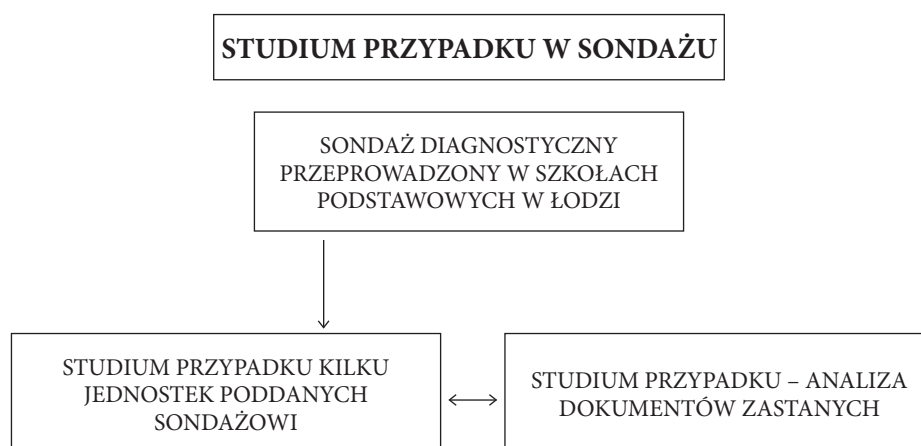 STUDIUM PRZYPADKU W SONDAŻU
SONDAŻ DIAGNOSTYCZNY
PRZEPROWADZONY W SZKOŁACH
PODSTAWOWYCH W ŁODZI
STUDIUM PRZYPADKU KILKU
JEDNOSTEK PODDANYCH
SONDAŻOWI
STUDIUM PRZYPADKU – ANALIZA
DOKUMENTÓW ZASTANYCH